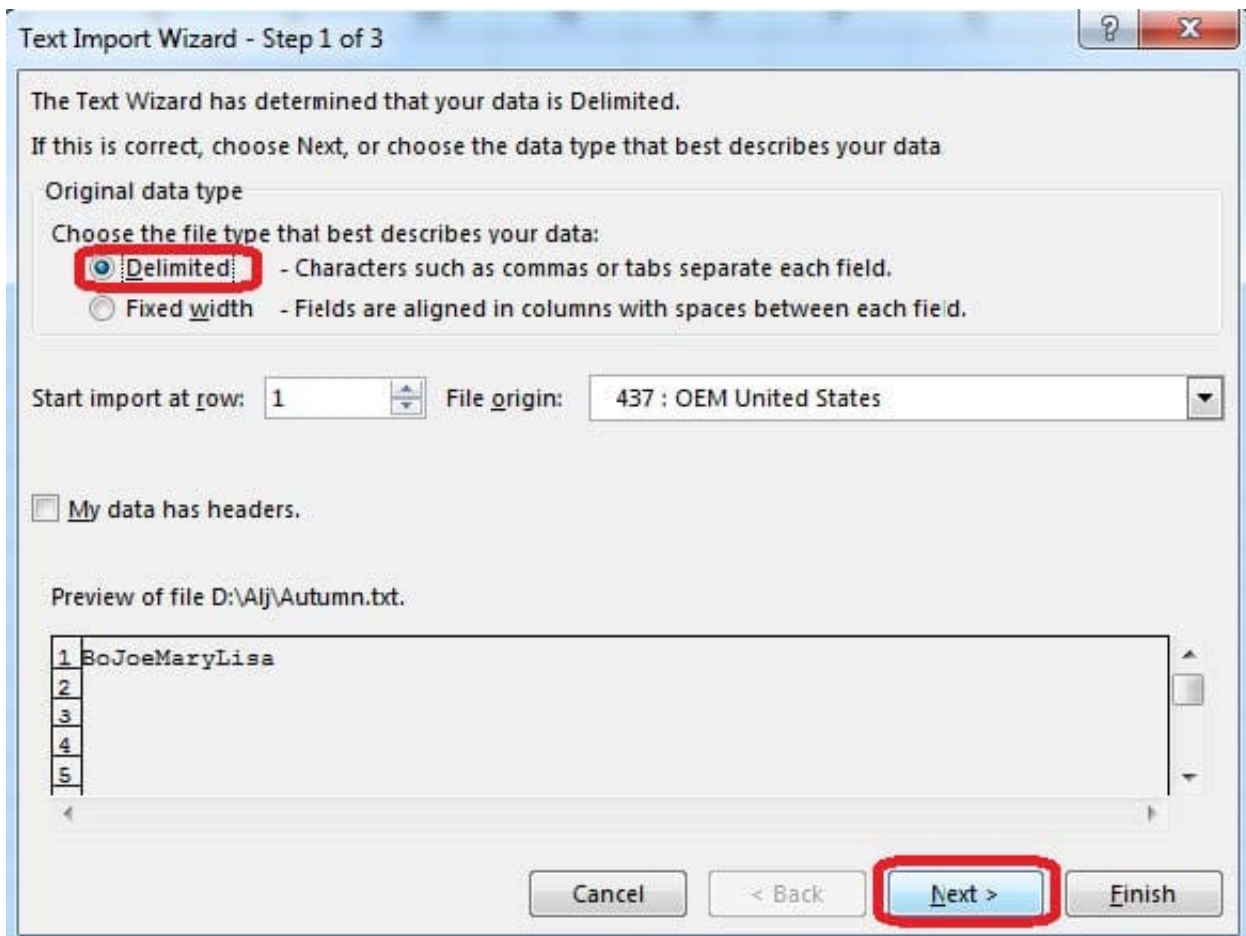 Text Import Wizard - Step 1 of 3
?
The Text Wizard has determined that your data is Delimited.
If this is correct, choose Next, or choose the data type that best describes your data
Original data type
Choose the file type that best describes your data:
Delimited - Characters such as commas or tabs separate each field.
Fixed width - Fields are aligned in columns with spaces between each field.
Start import at row: 1 File origin: 437 : OEM United States
My data has headers.
Preview of file D:\Alj\Autumn.txt.
1 BoJoeMaryLisa
2
3
4
5
Cancel < Back Next > Finish